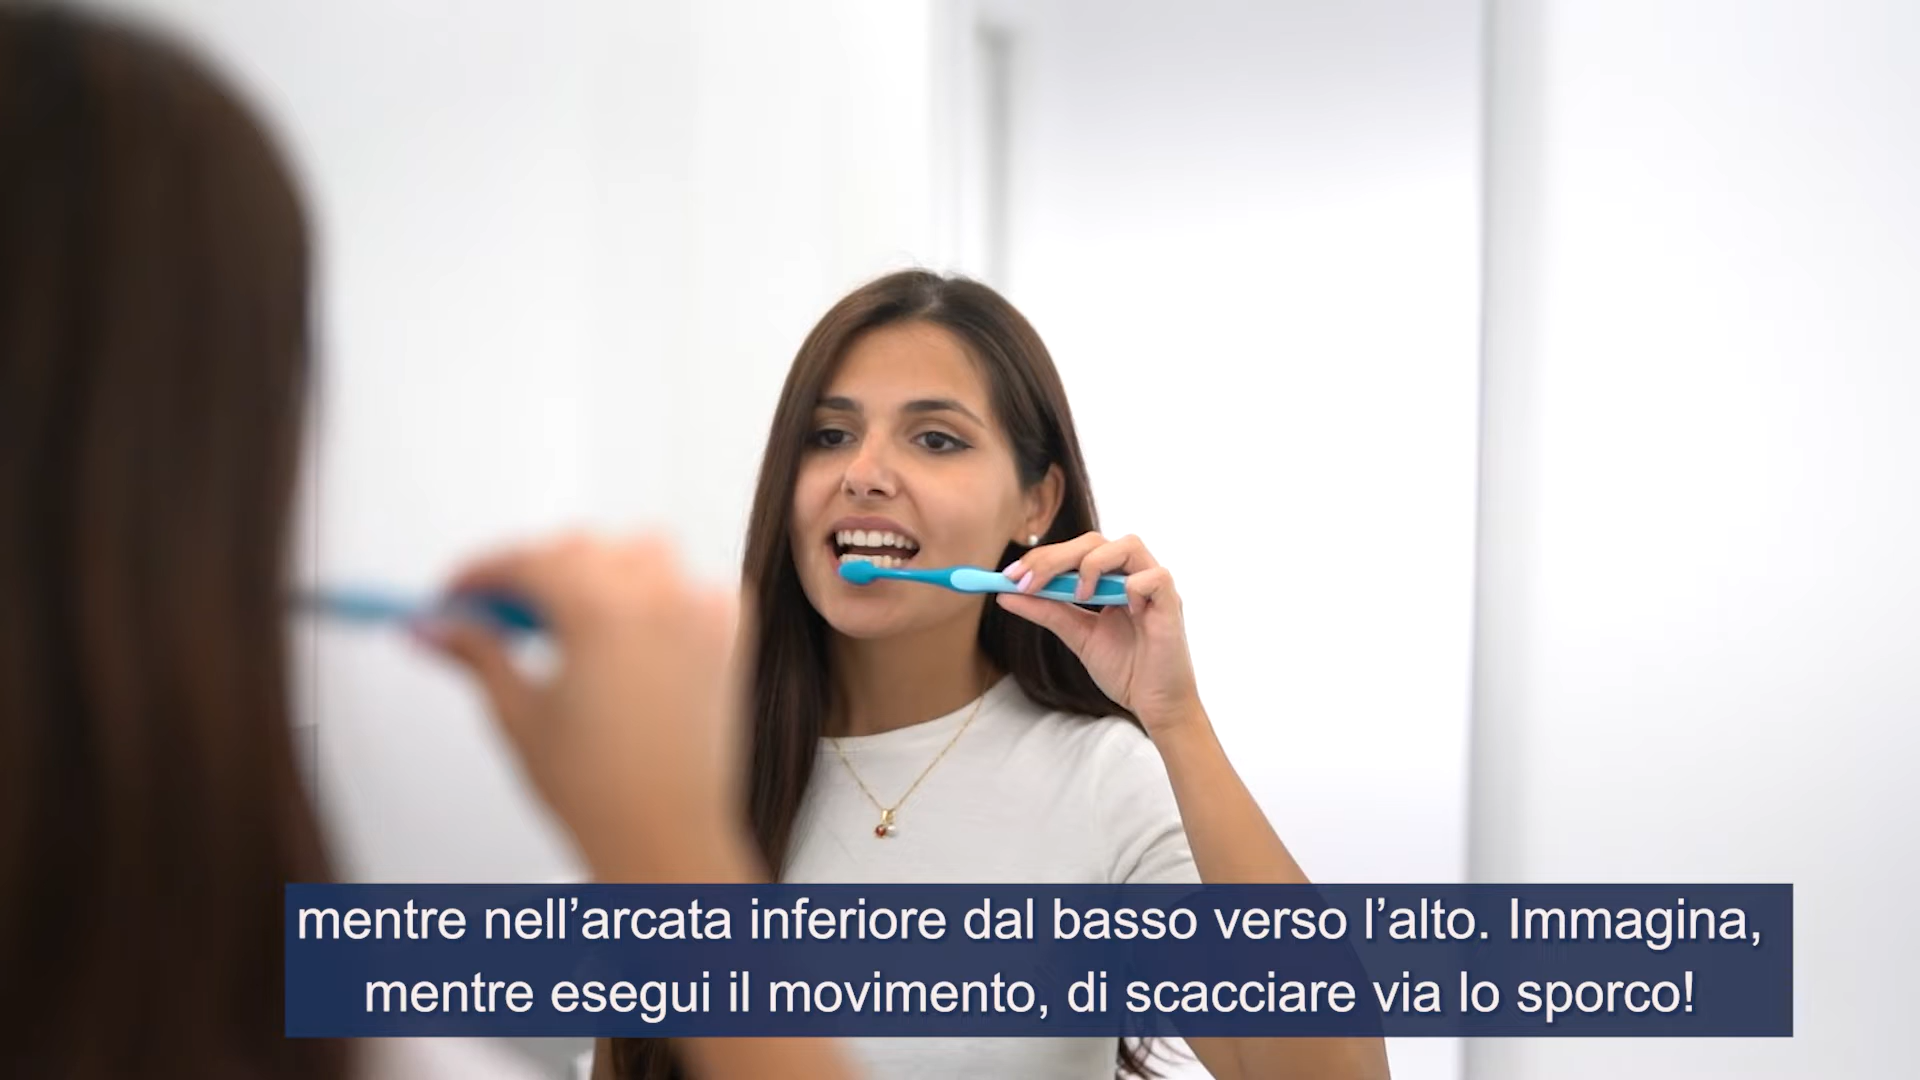 mentre nell’arcata inferiore dal basso verso l’alto. Immagina,
mentre esegui il movimento, di scacciare via lo sporco!